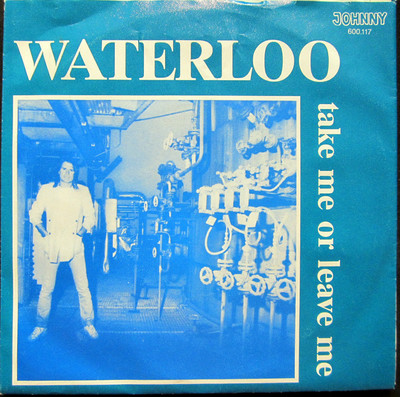 JOHNNY
600.117
WATERLOO
take me or leave me